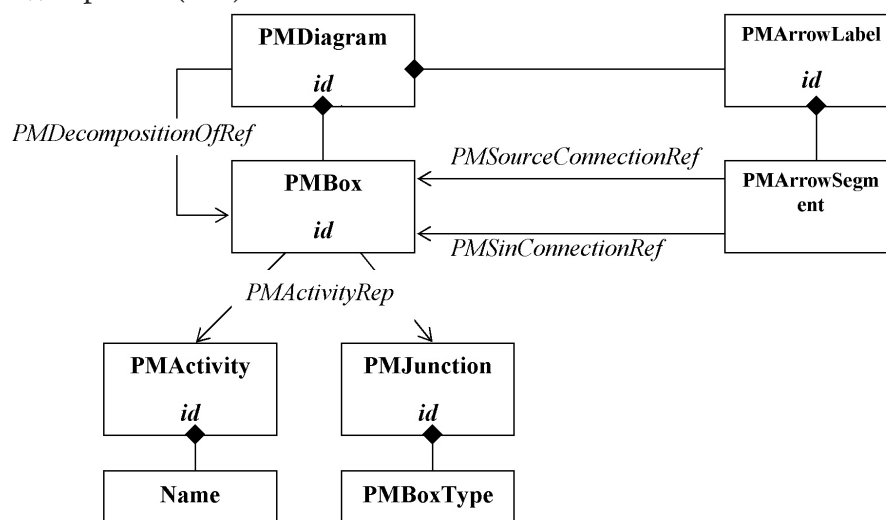 PMDiagram
id
PMArrowLabel
id
PMDecompositionOfRef
PMBox
id
PMSourceConnectionRef
PMSinConnectionRef
PMArrowSegm
ent
PMActivityRep
PMActivity
id
PMJunction
id
Name
PMBoxType